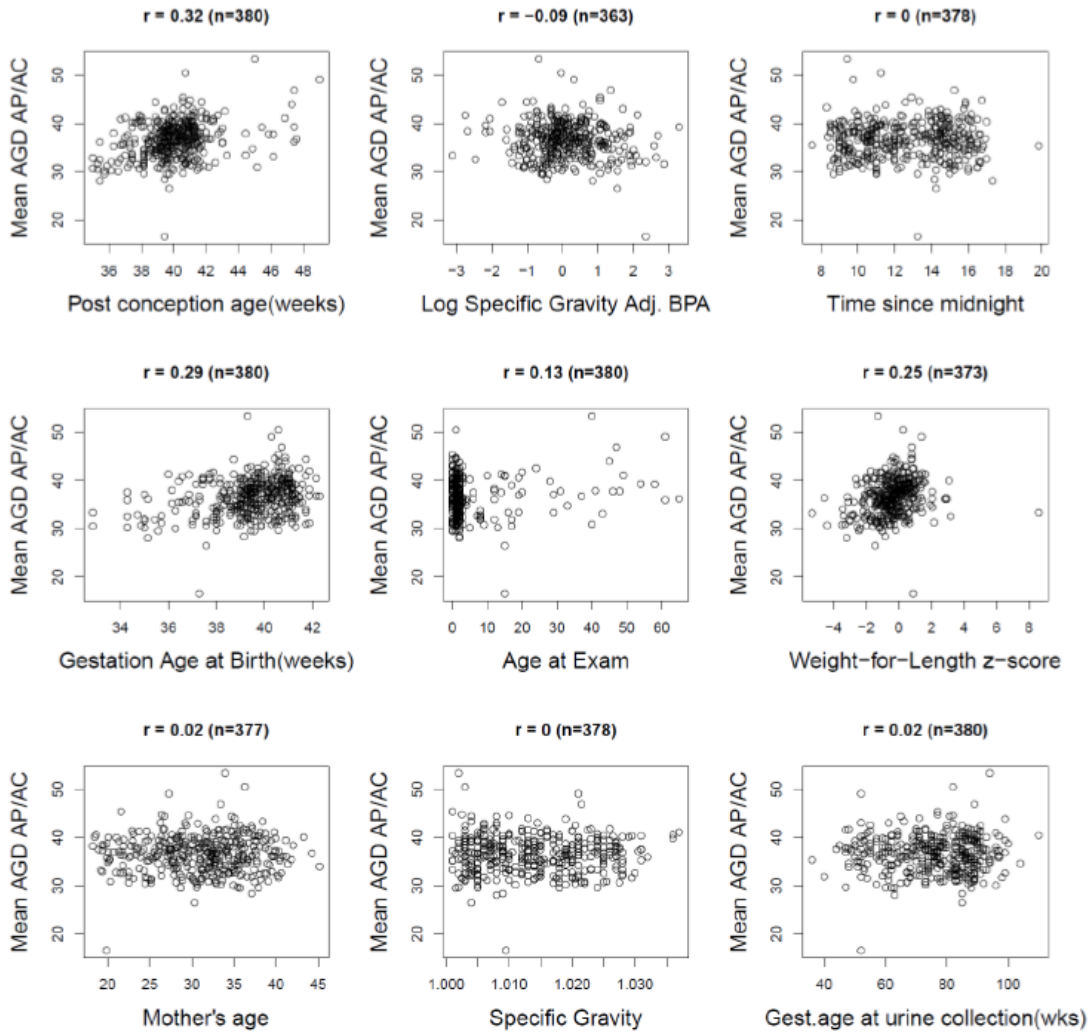 r = 0.32 (n=380)
r = −0.09 (n=363)
r = 0 (n=378)
Mean AGD AP/AC
50
40
30
20
36 38 40 42 44 46 48
Post conception age(weeks)
Mean AGD AP/AC
50
40
30
20
−3 −2 −1 0 1 2 3
Log Specific Gravity Adj. BPA
Mean AGD AP/AC
50
40
30
20
8 10 12 14 16 18 20
Time since midnight
r = 0.29 (n=380)
r = 0.13 (n=380)
r = 0.25 (n=373)
Mean AGD AP/AC
50
40
30
20
34 36 38 40 42
Gestation Age at Birth(weeks)
Mean AGD AP/AC
50
40
30
20
0 10 20 30 40 50 60
Age at Exam
Mean AGD AP/AC
50
40
30
20
−4 −2 0 2 4 6 8
Weight−for−Length z−score
r = 0.02 (n=377)
r = 0 (n=378)
r = 0.02 (n=380)
Mean AGD AP/AC
50
40
30
20
20 25 30 35 40 45
Mother's age
Mean AGD AP/AC
50
40
30
20
1.000 1.010 1.020 1.030
Specific Gravity
Mean AGD AP/AC
50
40
30
20
40 60 80 100
Gest.age at urine collection(wks)